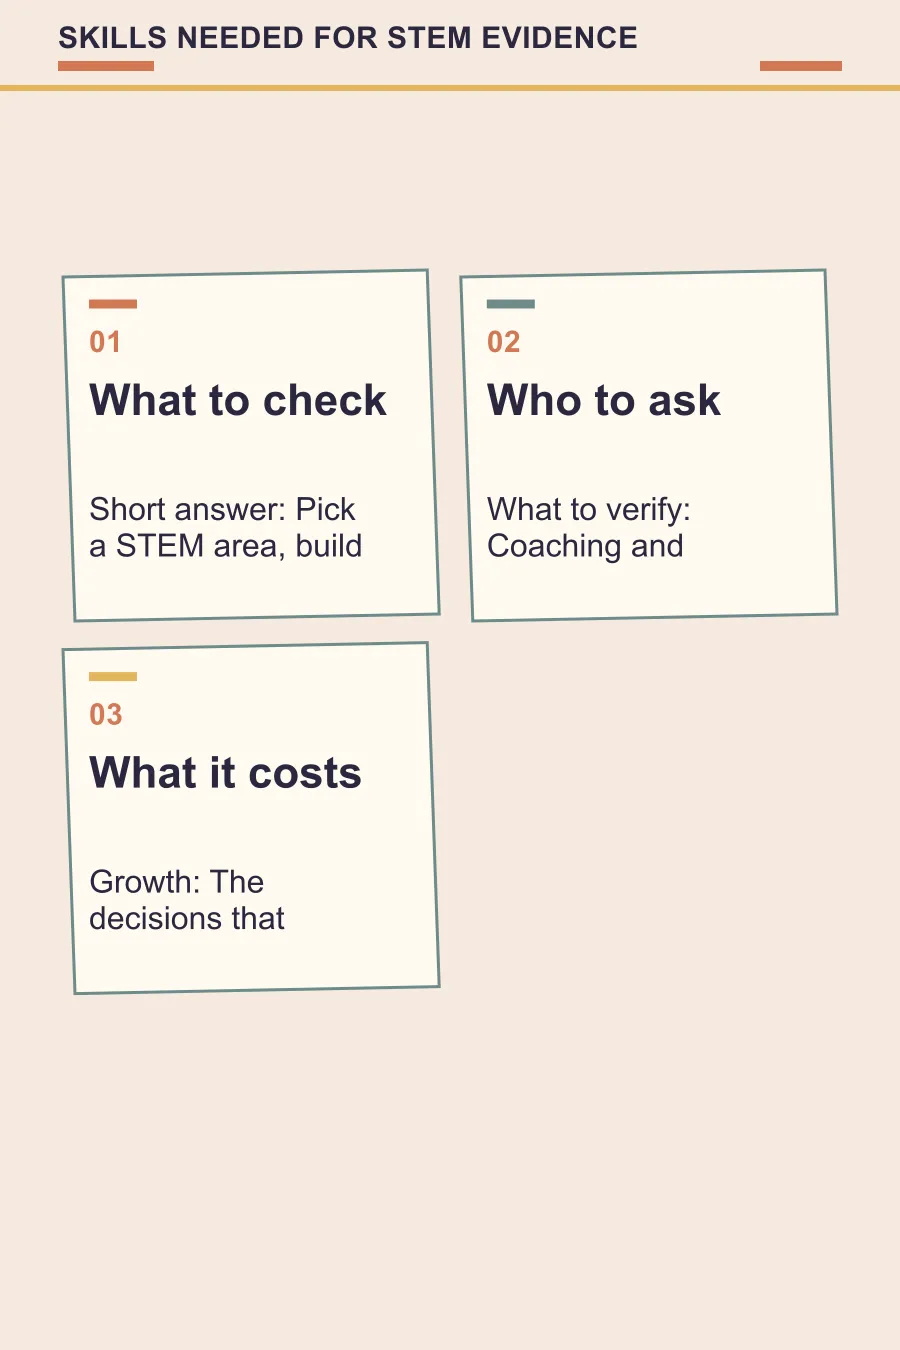 SKILLS NEEDED FOR STEM EVIDENCE
01
What to check
Short answer: Pick
a STEM area, build
02
Who to ask
What to verify:
Coaching and
03
What it costs
Growth: The
decisions that